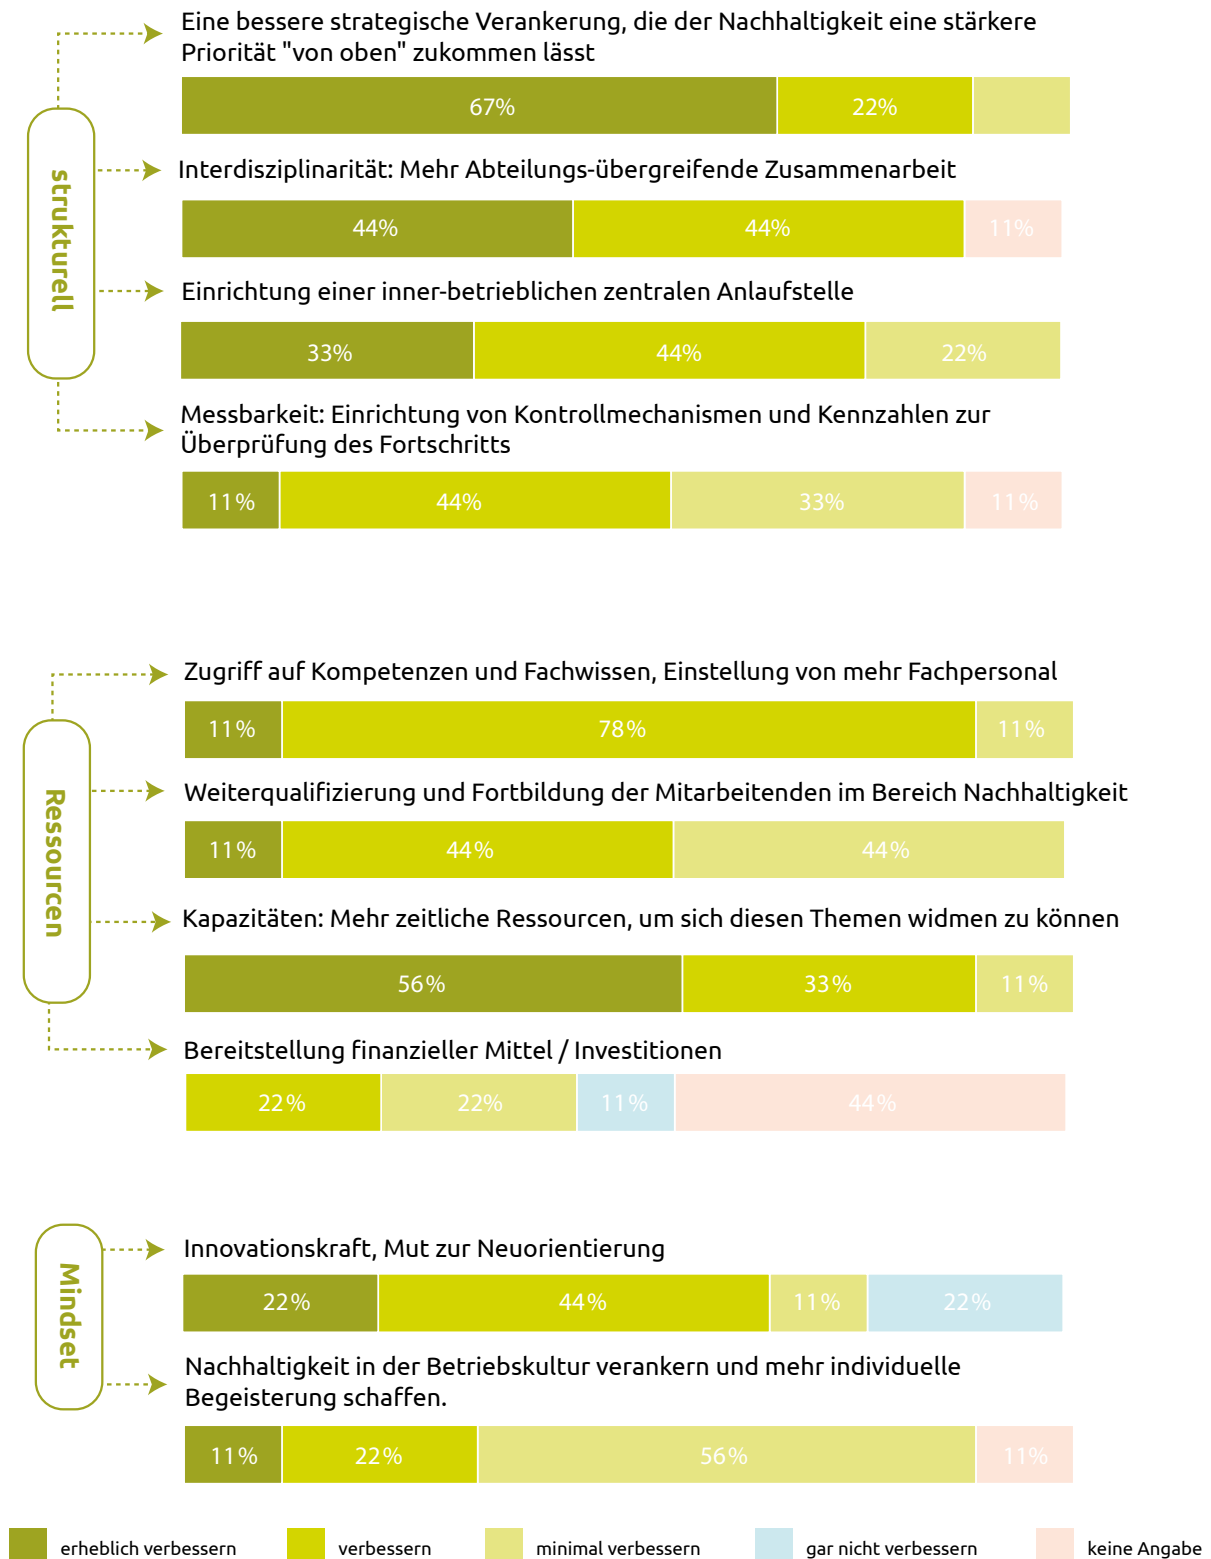 Eine bessere strategische Verankerung, die der Nachhaltigkeit eine stärkere
Priorität "von oben" zukommen lässt
67%
22%
strukturell
Interdisziplinarität: Mehr Abteilungs-übergreifende Zusammenarbeit
44%
44%
11%
Einrichtung einer inner-betrieblichen zentralen Anlaufstelle
33%
44%
22%
Messbarkeit: Einrichtung von Kontrollmechanismen und Kennzahlen zur
Überprüfung des Fortschritts
11%
44%
33%
11%
Zugriff auf Kompetenzen und Fachwissen, Einstellung von mehr Fachpersonal
11%
78%
11%
Ressourcen
Weiterqualifizierung und Fortbildung der Mitarbeitenden im Bereich Nachhaltigkeit
11%
44%
44%
Kapazitäten: Mehr zeitliche Ressourcen, um sich diesen Themen widmen zu können
56%
33%
11%
Bereitstellung finanzieller Mittel / Investitionen
22%
22%
11%
44%
Mindset
Innovationskraft, Mut zur Neuorientierung
22%
44%
11%
22%
Nachhaltigkeit in der Betriebskultur verankern und mehr individuelle
Begeisterung schaffen.
11%
22%
56%
11%
erheblich verbessern
verbessern
minimal verbessern
gar nicht verbessern
keine Angabe